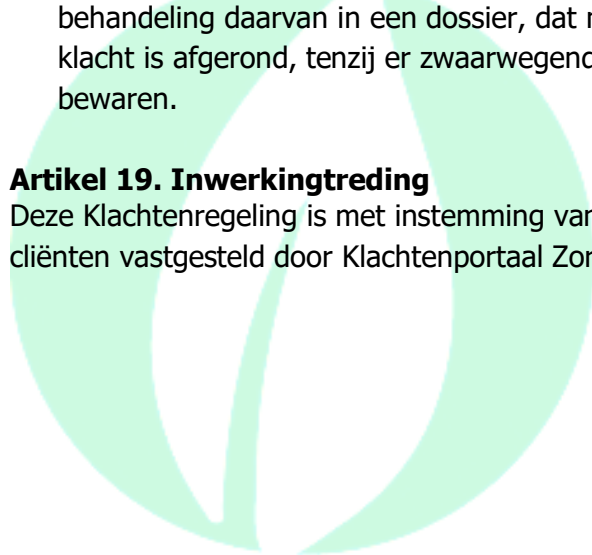 behandeling daarvan in een dossier, dat
klacht is afgerond, tenzij er zwaarwegend
bewaren.
Artikel 19. Inwerkingtreding
Deze Klachtenregeling is met instemming van
cliënten vastgesteld door Klachtenportaal Zor